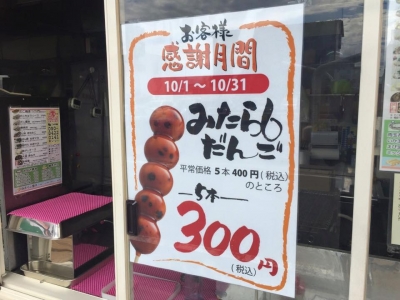 お客様
感謝月間
10/1〜10/31
みたらし
だんご
平常価格 5本400円(税込)
のところ
5本
300円
(税込)